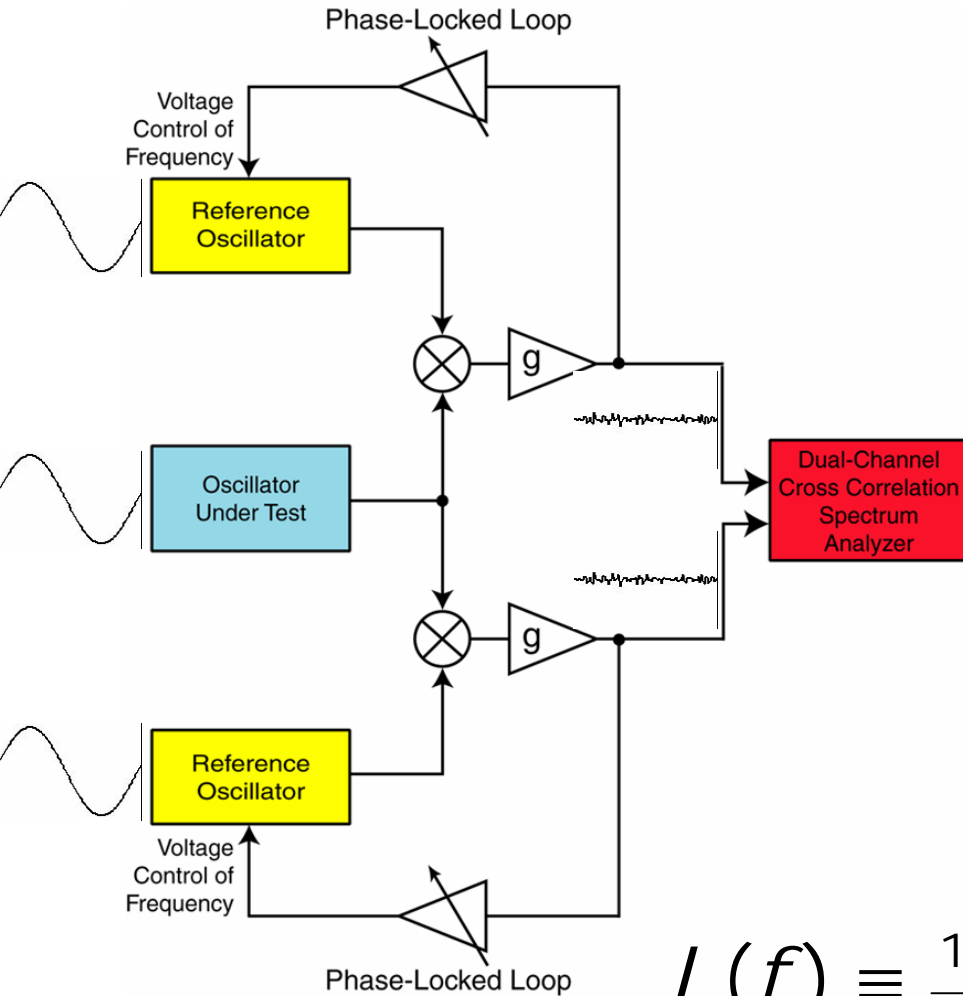 Phase-Locked Loop
Voltage
Control of
Frequency
Reference
Oscillator
g
Oscillator
Under Test
Dual-Channel
Cross Correlation
Spectrum
Analyzer
g
Reference
Oscillator
Voltage
Control of
Frequency
Phase-Locked Loop
L(f) ≡ 1